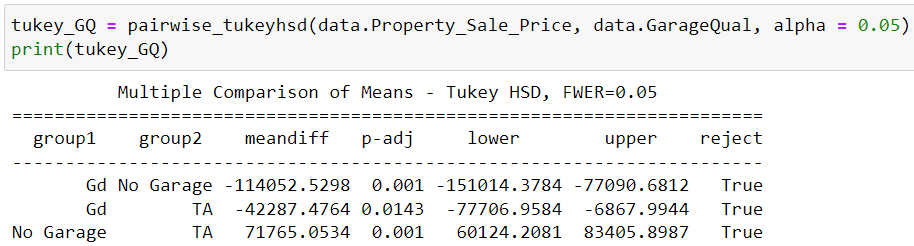 tukey_GQ = pairwise_tukeyhsd(data.Property_Sale_Price, data.GarageQual, alpha = 0.05)
print(tukey_GQ)
Multiple Comparison of Means - Tukey HSD, FWER=0.05
=====================================================================
group1 group2 meandiff p-adj lower upper reject
---------------------------------------------------------------------
Gd No Garage -114052.5298 0.001 -151014.3784 -77090.6812 True
Gd TA -42287.4764 0.0143 -77706.9584 -6867.9944 True
No Garage TA 71765.0534 0.001 60124.2081 83405.8987 True